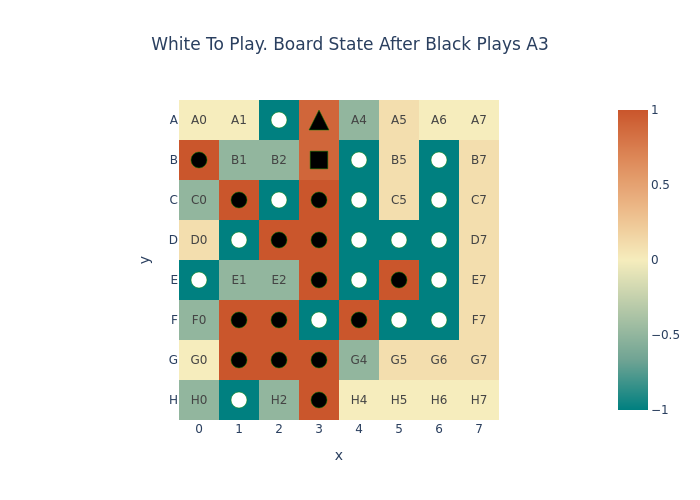 White To Play. Board State After Black Plays A3
A A0 A1 A4 A5 A6 A7
B B1 B2 B5 B7
C C0 C5 C7
D D0 D7
E E1 E2 E7
F F0 F7
G G0 G4 G5 G6 G7
H H0 H2 H4 H5 H6 H7
0 1 2 3 4 5 6 7
x
y
1
0.5
0
−0.5
−1